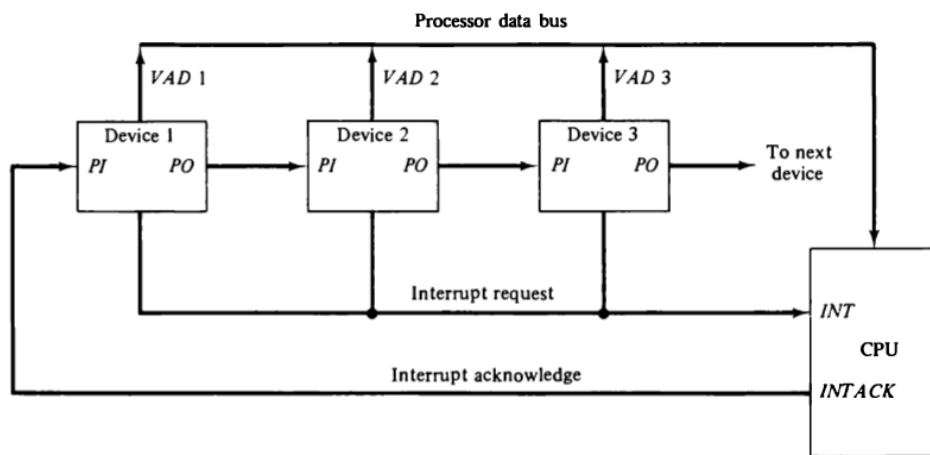 Processor data bus
VAD 1
VAD 2
VAD 3
Device 1
PI PO
Device 2
PI PO
Device 3
PI PO
To next
device
Interrupt request
INT
CPU
Interrupt acknowledge
INTACK